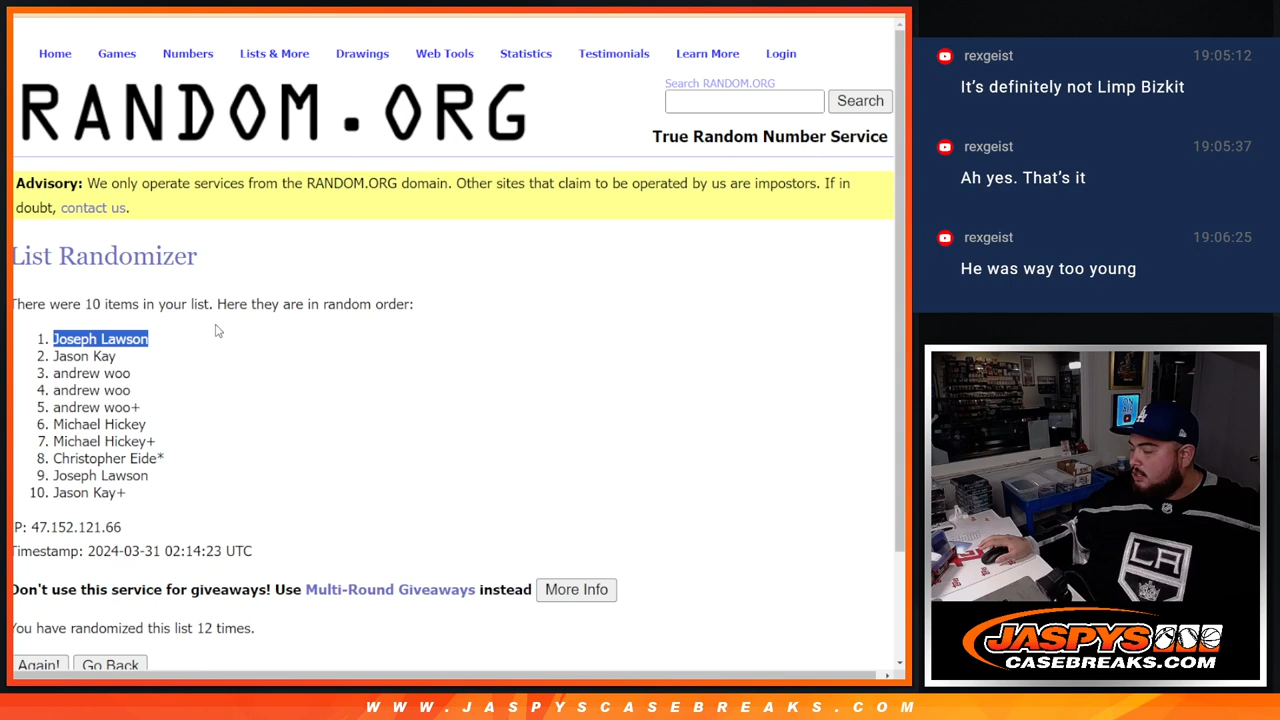 Home Games Numbers Lists & More Drawings Web Tools Statistics Testimonials Learn More Login
RANDOM.ORG
Search RANDOM.ORG
Search
True Random Number Service
Advisory: We only operate services from the RANDOM.ORG domain. Other sites that claim to be operated by us are impostors. If in
doubt, contact us.
List Randomizer
There were 10 items in your list. Here they are in random order:
1. Joseph Lawson
2. Jason Kay
3. andrew woo
4. andrew woo
5. andrew woo+
6. Michael Hickey
7. Michael Hickey+
8. Christopher Eide*
9. Joseph Lawson
10. Jason Kay+
IP: 47.152.121.66
Timestamp: 2024-03-31 02:14:23 UTC
Don't use this service for giveaways! Use Multi-Round Giveaways instead More Info
You have randomized this list 12 times.
Again! Go Back
rexgeist 19:05:12
It’s definitely not Limp Bizkit
rexgeist 19:05:37
Ah yes. That’s it
rexgeist 19:06:25
He was way too young
ON
AIR
LA
LA
JASPYS
CASEBREAKS.COM
WWW.JASPYSCASEBREAKS.COM